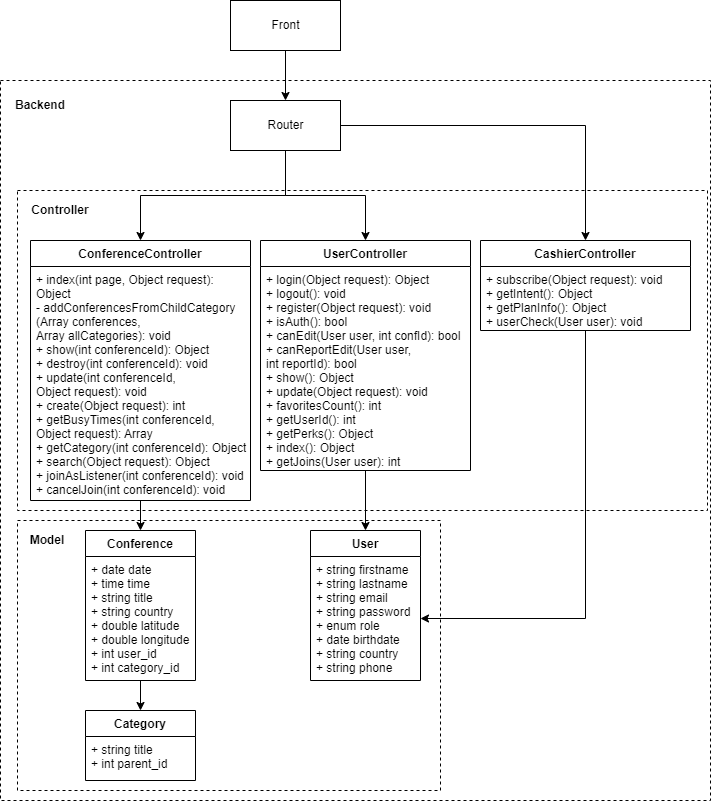 Front
Backend
Router
Controller
ConferenceController
+ index(int page, Object request):
Object
- addConferencesFromChildCategory
(Array conferences,
Array allCategories): void
+ show(int conferenceId): Object
+ destroy(int conferenceId): void
+ update(int conferenceId,
Object request): void
+ create(Object request): int
+ getBusyTimes(int conferenceId,
Object request): Array
+ getCategory(int conferenceId): Object
+ search(Object request): Object
+ joinAsListener(int conferenceId): void
+ cancelJoin(int conferenceId): void
UserController
+ login(Object request): Object
+ logout(): void
+ register(Object request): void
+ isAuth(): bool
+ canEdit(User user, int confId): bool
+ canReportEdit(User user,
int reportId): bool
+ show(): Object
+ update(Object request): void
+ favoritesCount(): int
+ getUserId(): int
+ getPerks(): Object
+ index(): Object
+ getJoins(User user): int
CashierController
+ subscribe(Object request): void
+ getIntent(): Object
+ getPlanInfo(): Object
+ userCheck(User user): void
Model
Conference
+ date date
+ time time
+ string title
+ string country
+ double latitude
+ double longitude
+ int user_id
+ int category_id
User
+ string firstname
+ string lastname
+ string email
+ string password
+ enum role
+ date birthdate
+ string country
+ string phone
Category
+ string title
+ int parent_id